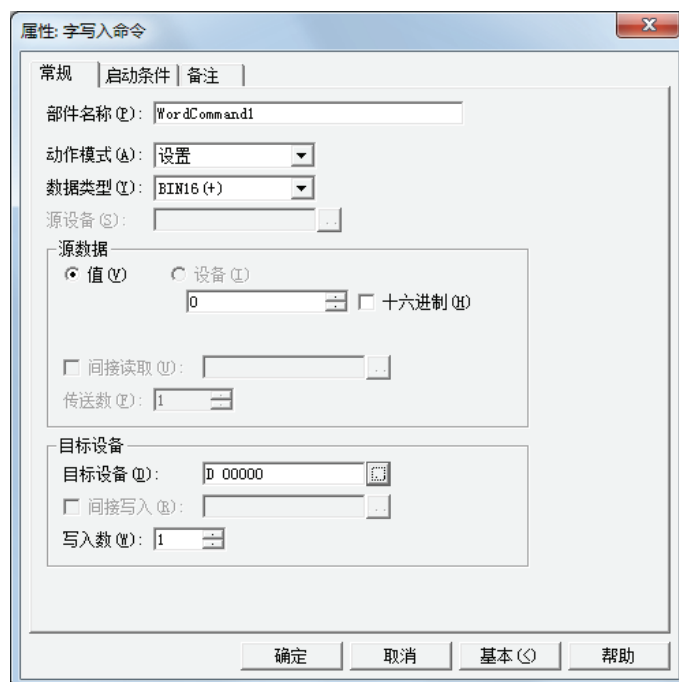 属性: 字写入命令
常规 启动条件 备注
部件名称(P): WordCommand1
动作模式(A): 设置
数据类型(Y): BIN16(+)
源设备(S): ..
源数据
值(V) 设备(I)
0 十六进制(H)
间接读取(U): ..
传送数(F): 1
目标设备
目标设备(D): D 00000 ...
间接写入(R): ..
写入数(W): 1
确定 取消 基本(<) 帮助